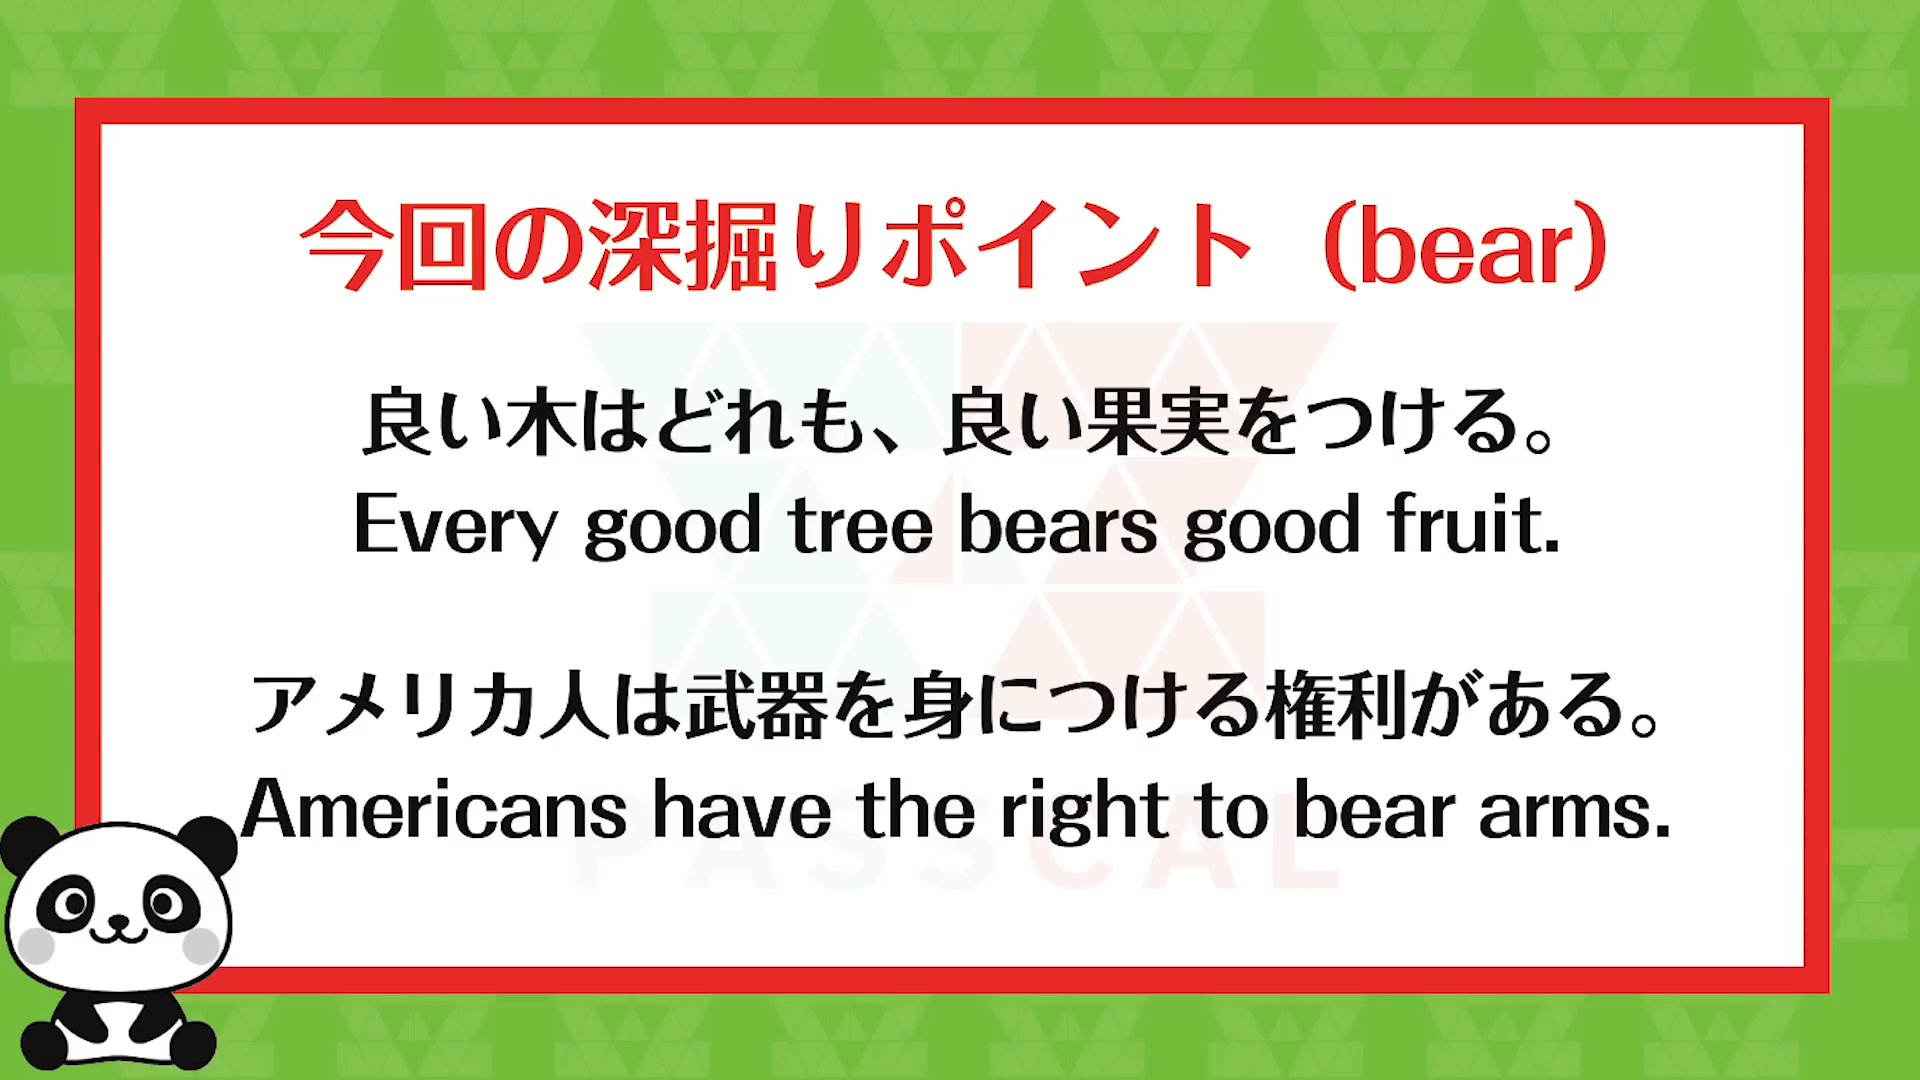 今回の深掘りポイント（bear）
良い木はどれも、良い果実をつける。
Every good tree bears good fruit.
アメリカ人は武器を身につける権利がある。
Americans have the right to bear arms.
PASSCAL